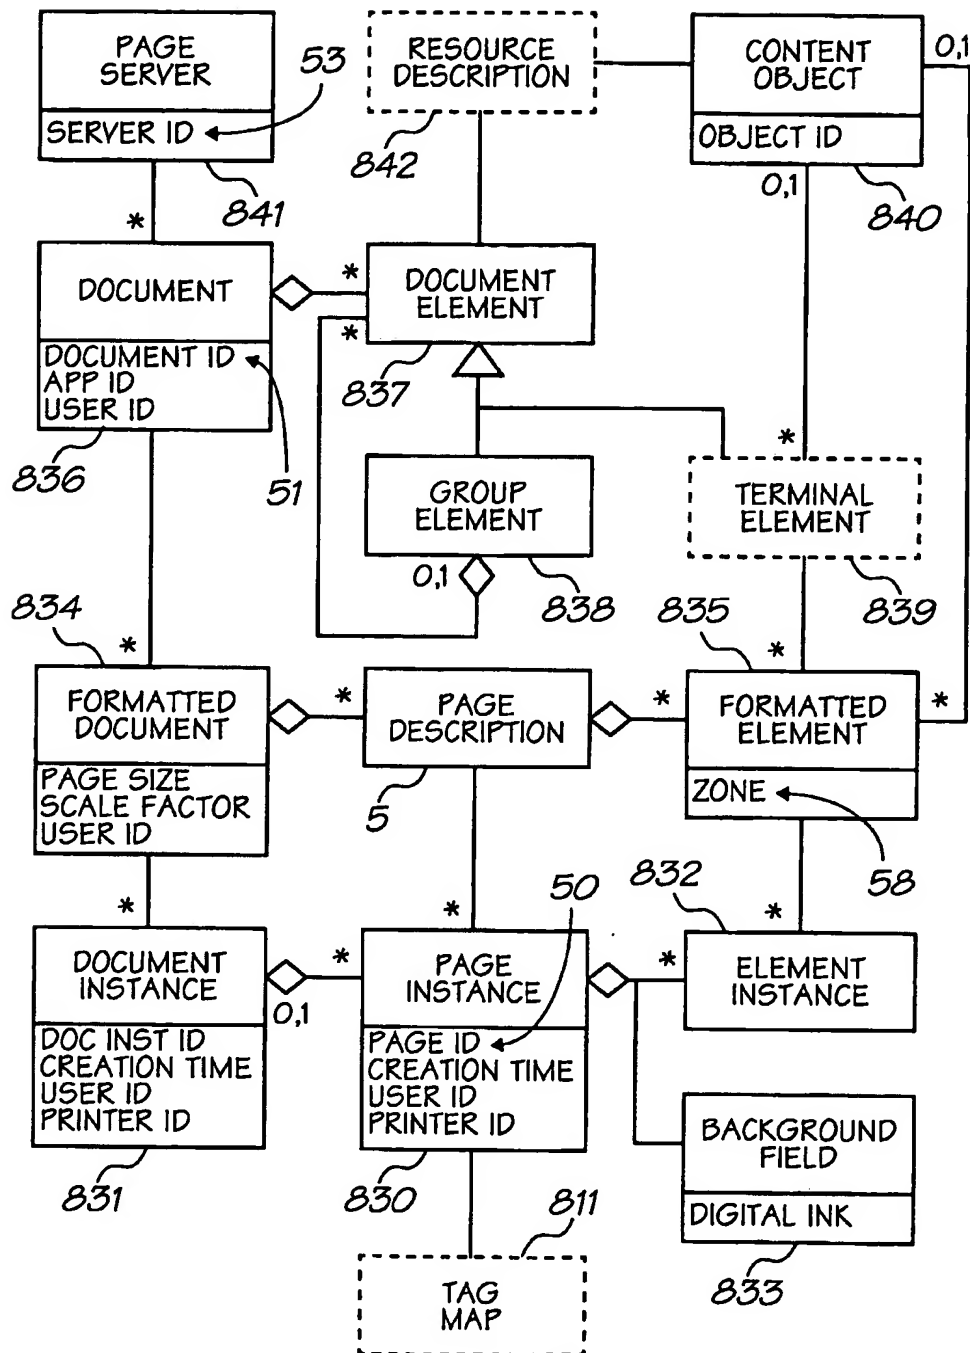 PAGE
SERVER
SERVER ID
53
841
*
RESOURCE
DESCRIPTION
842
CONTENT
OBJECT
OBJECT ID
0,1
0,1
840
DOCUMENT
DOCUMENT ID
APP ID
USER ID
836
51
*
*
DOCUMENT
ELEMENT
837
GROUP
ELEMENT
0,1
838
*
TERMINAL
ELEMENT
839
834
*
FORMATTED
DOCUMENT
PAGE SIZE
SCALE FACTOR
USER ID
*
PAGE
DESCRIPTION
5
*
835
*
FORMATTED
ELEMENT
ZONE
*
58
*
DOCUMENT
INSTANCE
0,1
DOC INST ID
CREATION TIME
USER ID
PRINTER ID
831
*
*
50
PAGE
INSTANCE
PAGE ID
CREATION TIME
USER ID
PRINTER ID
830
832
*
*
ELEMENT
INSTANCE
BACKGROUND
FIELD
DIGITAL INK
833
811
TAG
MAP